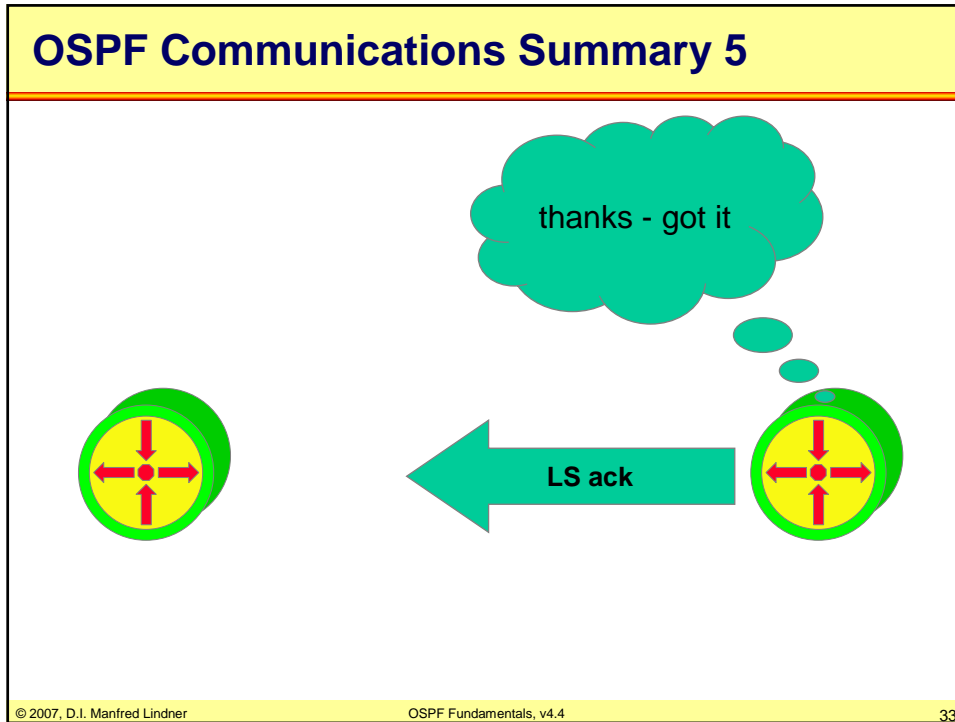 OSPF Communications Summary 5
thanks - got it
LS ack
© 2007, D.I. Manfred Lindner
OSPF Fundamentals, v4.4
33